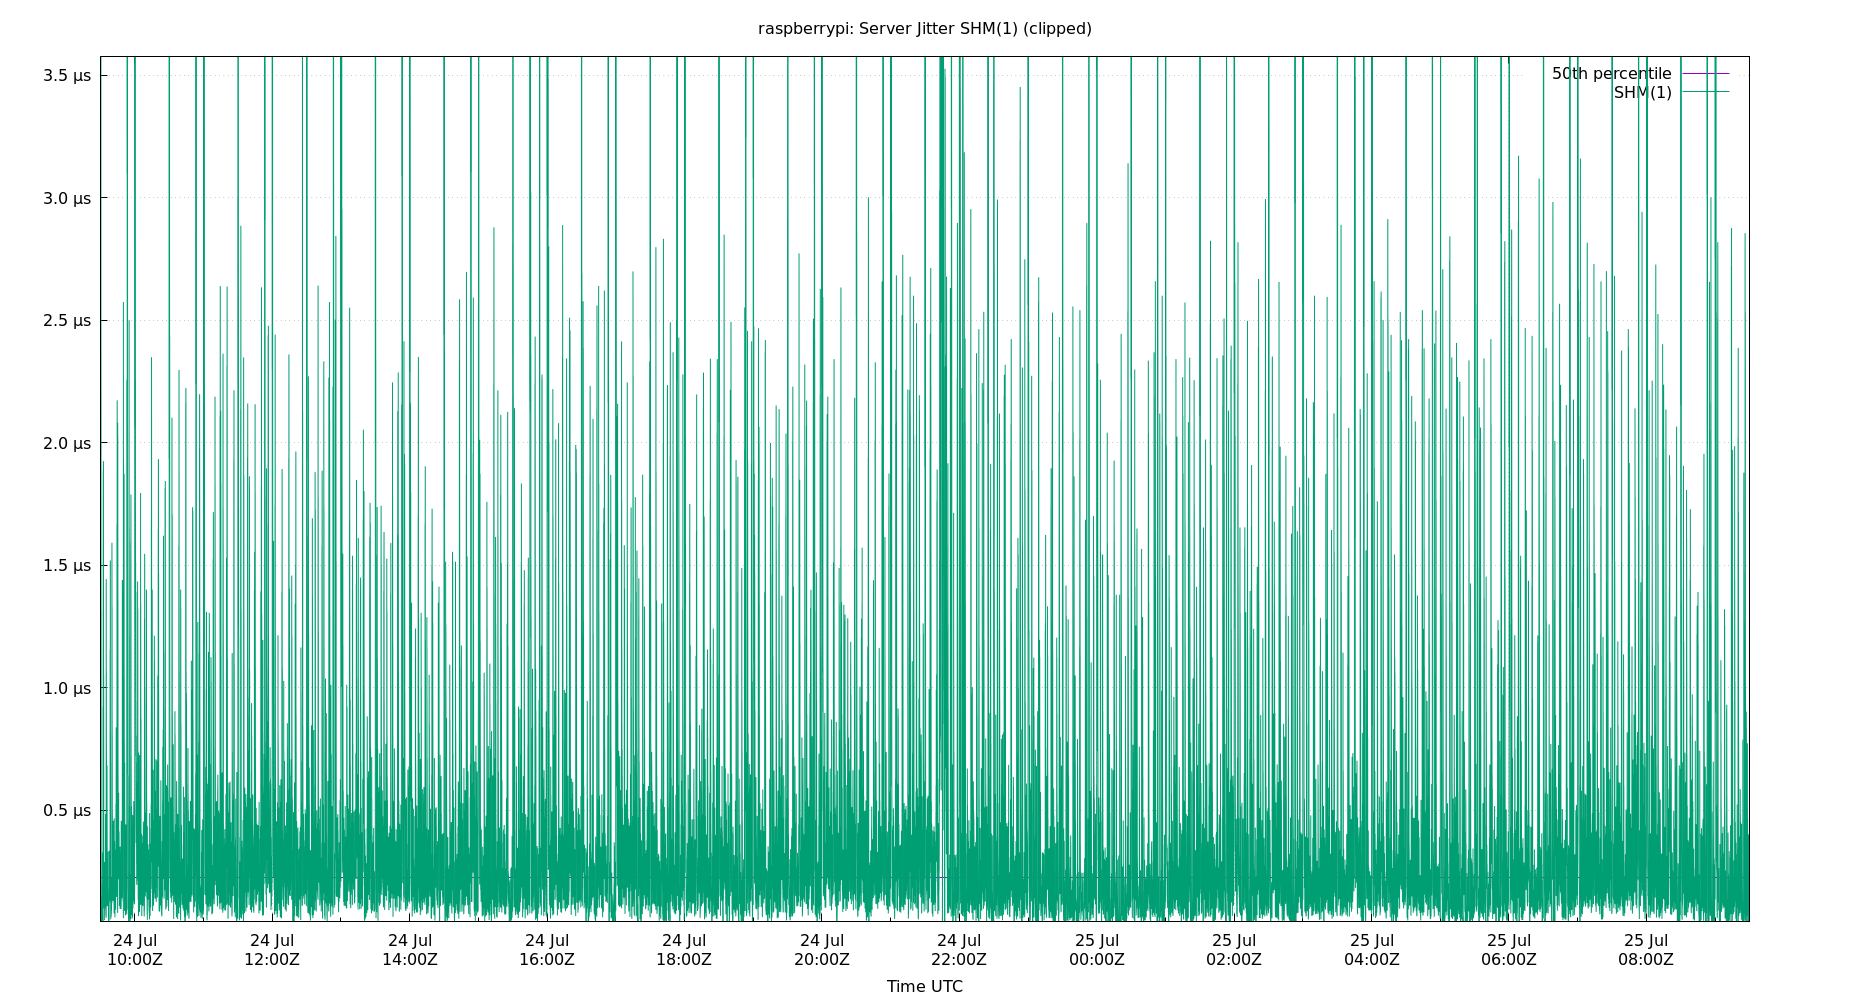 raspberrypi: Server Jitter SHM(1) (clipped)
50th percentile
SHM(1)
3.5 µs
3.0 µs
2.5 µs
2.0 µs
1.5 µs
1.0 µs
0.5 µs
24 Jul 24 Jul 24 Jul 24 Jul 24 Jul 24 Jul 24 Jul 25 Jul 25 Jul 25 Jul 25 Jul 25 Jul
10:00Z 12:00Z 14:00Z 16:00Z 18:00Z 20:00Z 22:00Z 00:00Z 02:00Z 04:00Z 06:00Z 08:00Z
Time UTC